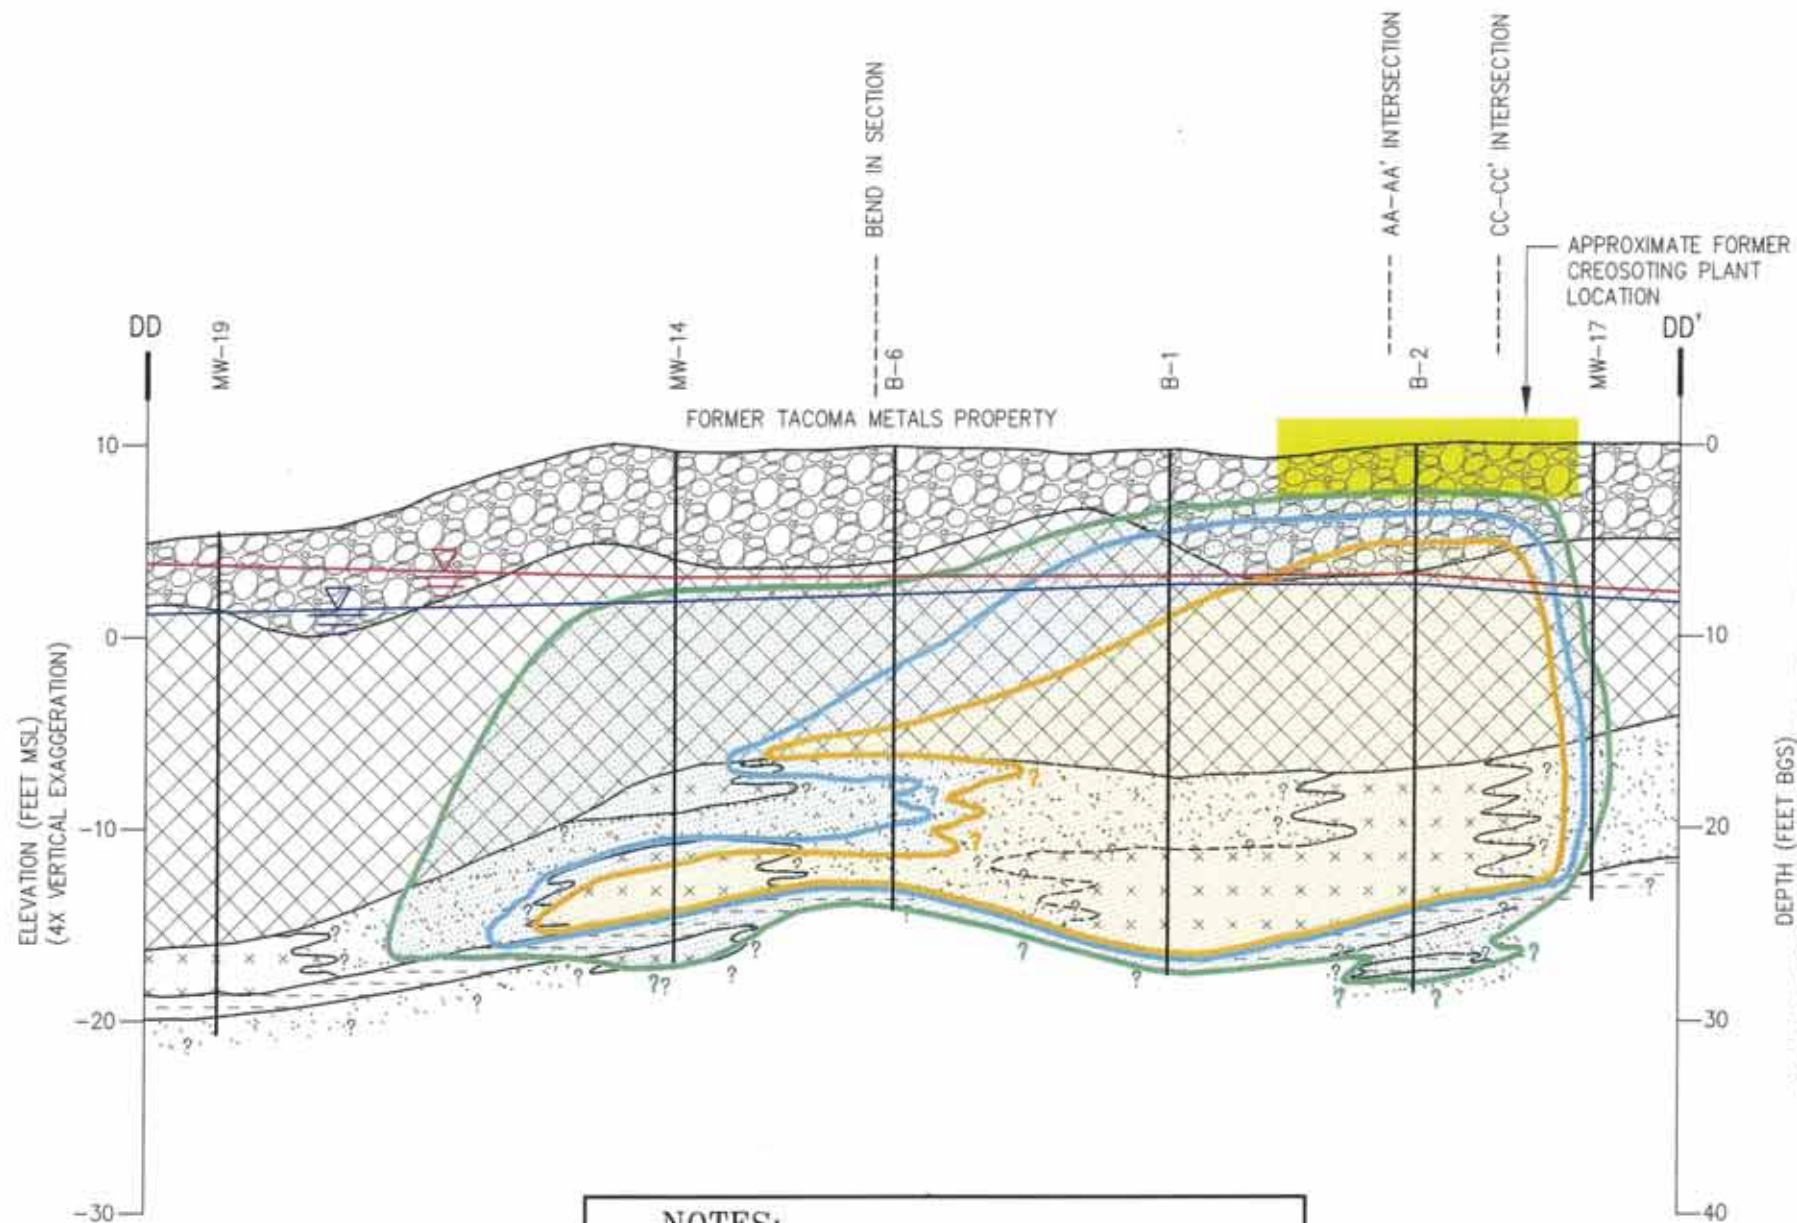 BEND IN SECTION
AA-AA' INTERSECTION
CC-CC' INTERSECTION
APPROXIMATE FORMER
CREOSOTING PLANT
LOCATION
DD
MW-19
MW-14
B-6
B-1
B-2
MW-17
DD'
FORMER TACOMA METALS PROPERTY
10
0
-10
-20
-30
ELEVATION (FEET MSL)
(4X VERTICAL EXAGGERATION)
0
10
20
30
40
DEPTH (FEET BGS)
? ? ? ? ? ? ? ? ? ? ? ? ? ? ? ? ? ? ? ? ? ? ? ? ? ? ? ? ? ?
NOTES: